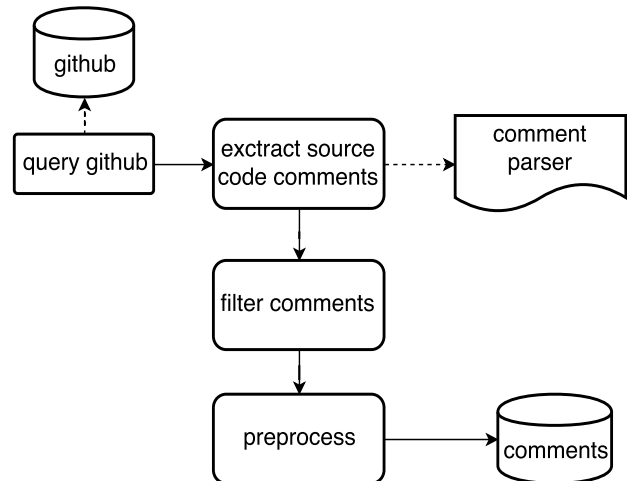 github
query github
exctract source
code comments
comment
parser
filter comments
preprocess
comments